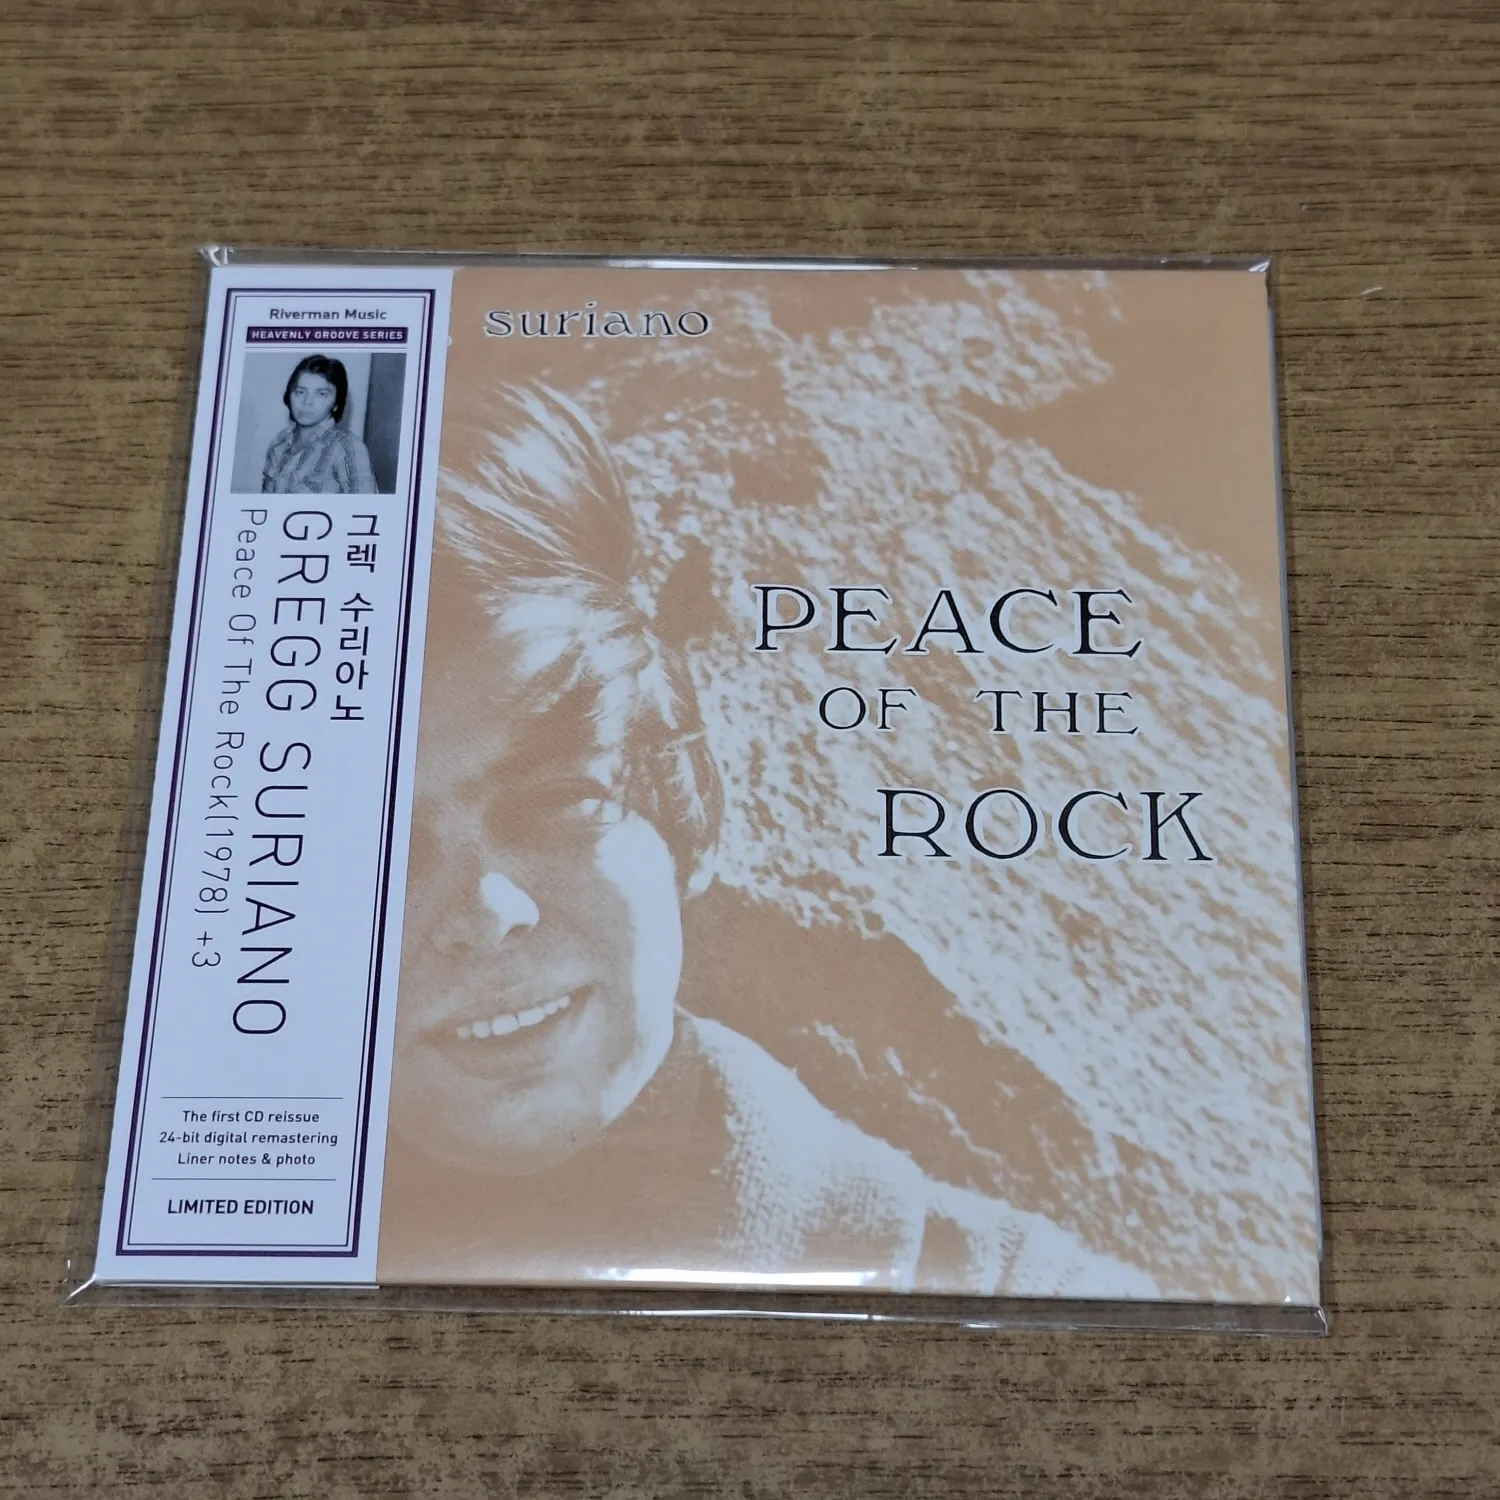 Riverman Music
HEAVENLY GROOVE SERIES
그렉 수리아노
GREGG SURIANO
Peace Of The Rock(1978) +3
The first CD reissue
24-bit digital remastering
Liner notes & photo
LIMITED EDITION
suriano
PEACE
OF THE
ROCK